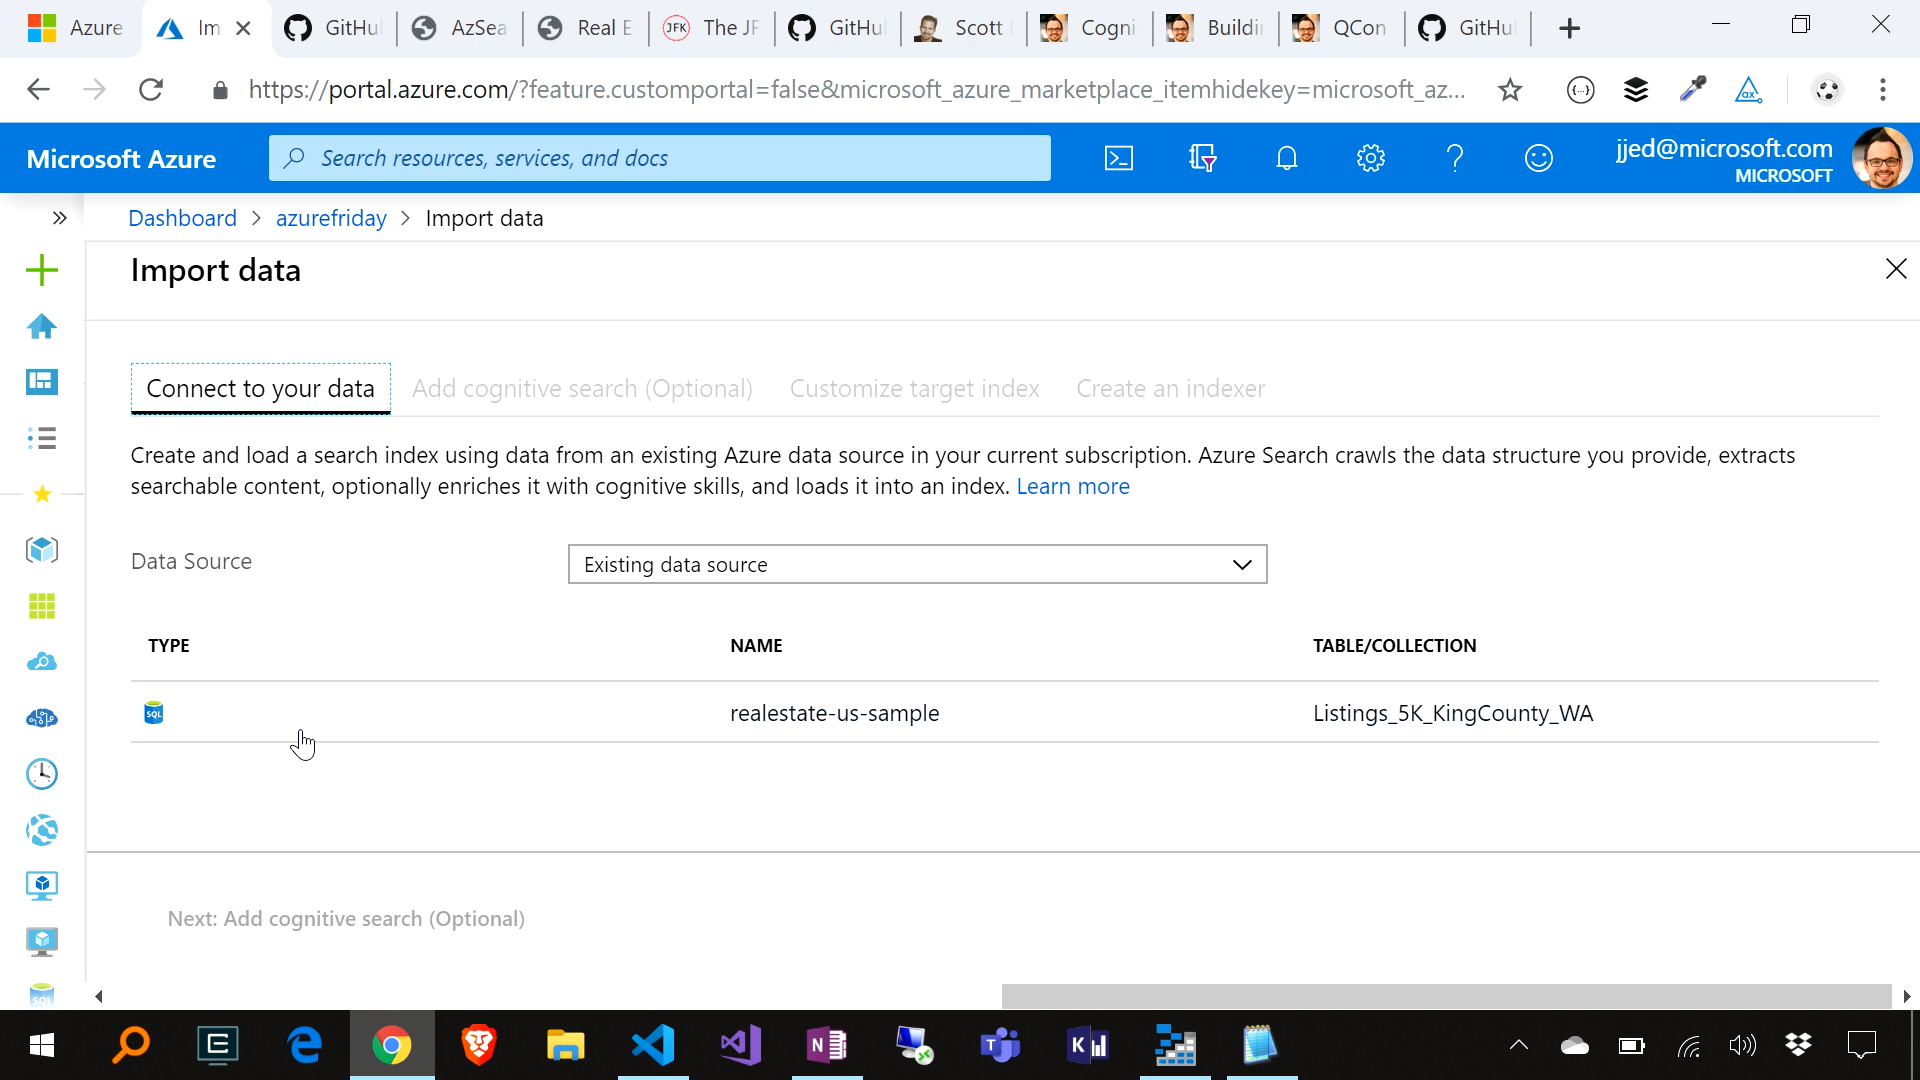 Azure
Im
GitHu
AzSea
Real E
JFK
The JF
GitHu
Scott
Cogni
Buildi
QCon
GitHu
https://portal.azure.com/?feature.customportal=false&microsoft_azure_marketplace_itemhidekey=microsoft_az...
Microsoft Azure
Search resources, services, and docs
jjed@microsoft.com
MICROSOFT
Dashboard > azurefriday > Import data
Import data
Connect to your data
Add cognitive search (Optional)
Customize target index
Create an indexer
Create and load a search index using data from an existing Azure data source in your current subscription. Azure Search crawls the data structure you provide, extracts
searchable content, optionally enriches it with cognitive skills, and loads it into an index. Learn more
Data Source
Existing data source
TYPE
NAME
TABLE/COLLECTION
SQL
realestate-us-sample
Listings_5K_KingCounty_WA
Next: Add cognitive search (Optional)
SQL